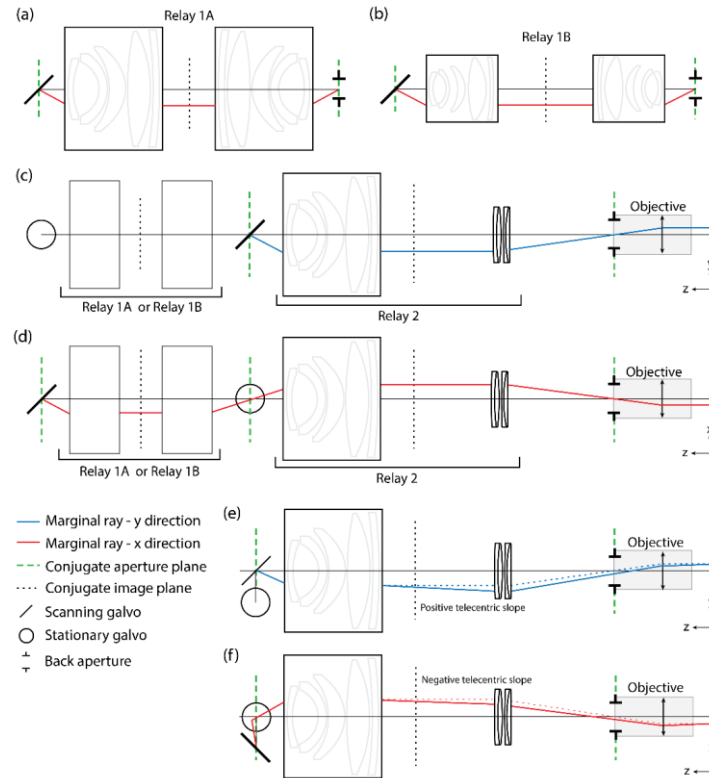 (a)
Relay 1A
(b)
Relay 1B
(c)
Objective
Relay 1A or Relay 1B
Relay 2
z
(d)
Objective
Relay 1A or Relay 1B
Relay 2
z
Marginal ray - y direction
Marginal ray - x direction
Conjugate aperture plane
Conjugate image plane
Scanning galvo
Stationary galvo
Back aperture
(e)
Objective
Positive telecentric slope
z
(f)
Negative telecentric slope
Objective
z